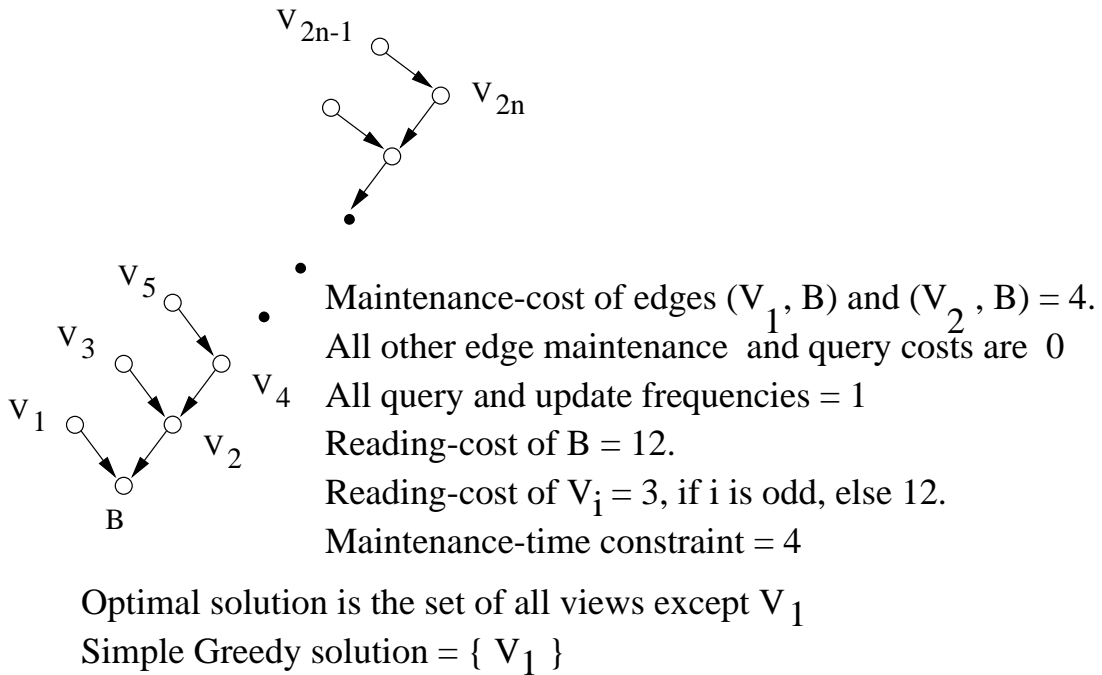 V2n-1
V2n
V5
V3
V4
V1
V2
B
Maintenance-cost of edges (V1, B) and (V2 , B) = 4.
All other edge maintenance and query costs are 0
All query and update frequencies = 1
Reading-cost of B = 12.
Reading-cost of Vi = 3, if i is odd, else 12.
Maintenance-time constraint = 4
Optimal solution is the set of all views except V1
Simple Greedy solution = { V1 }